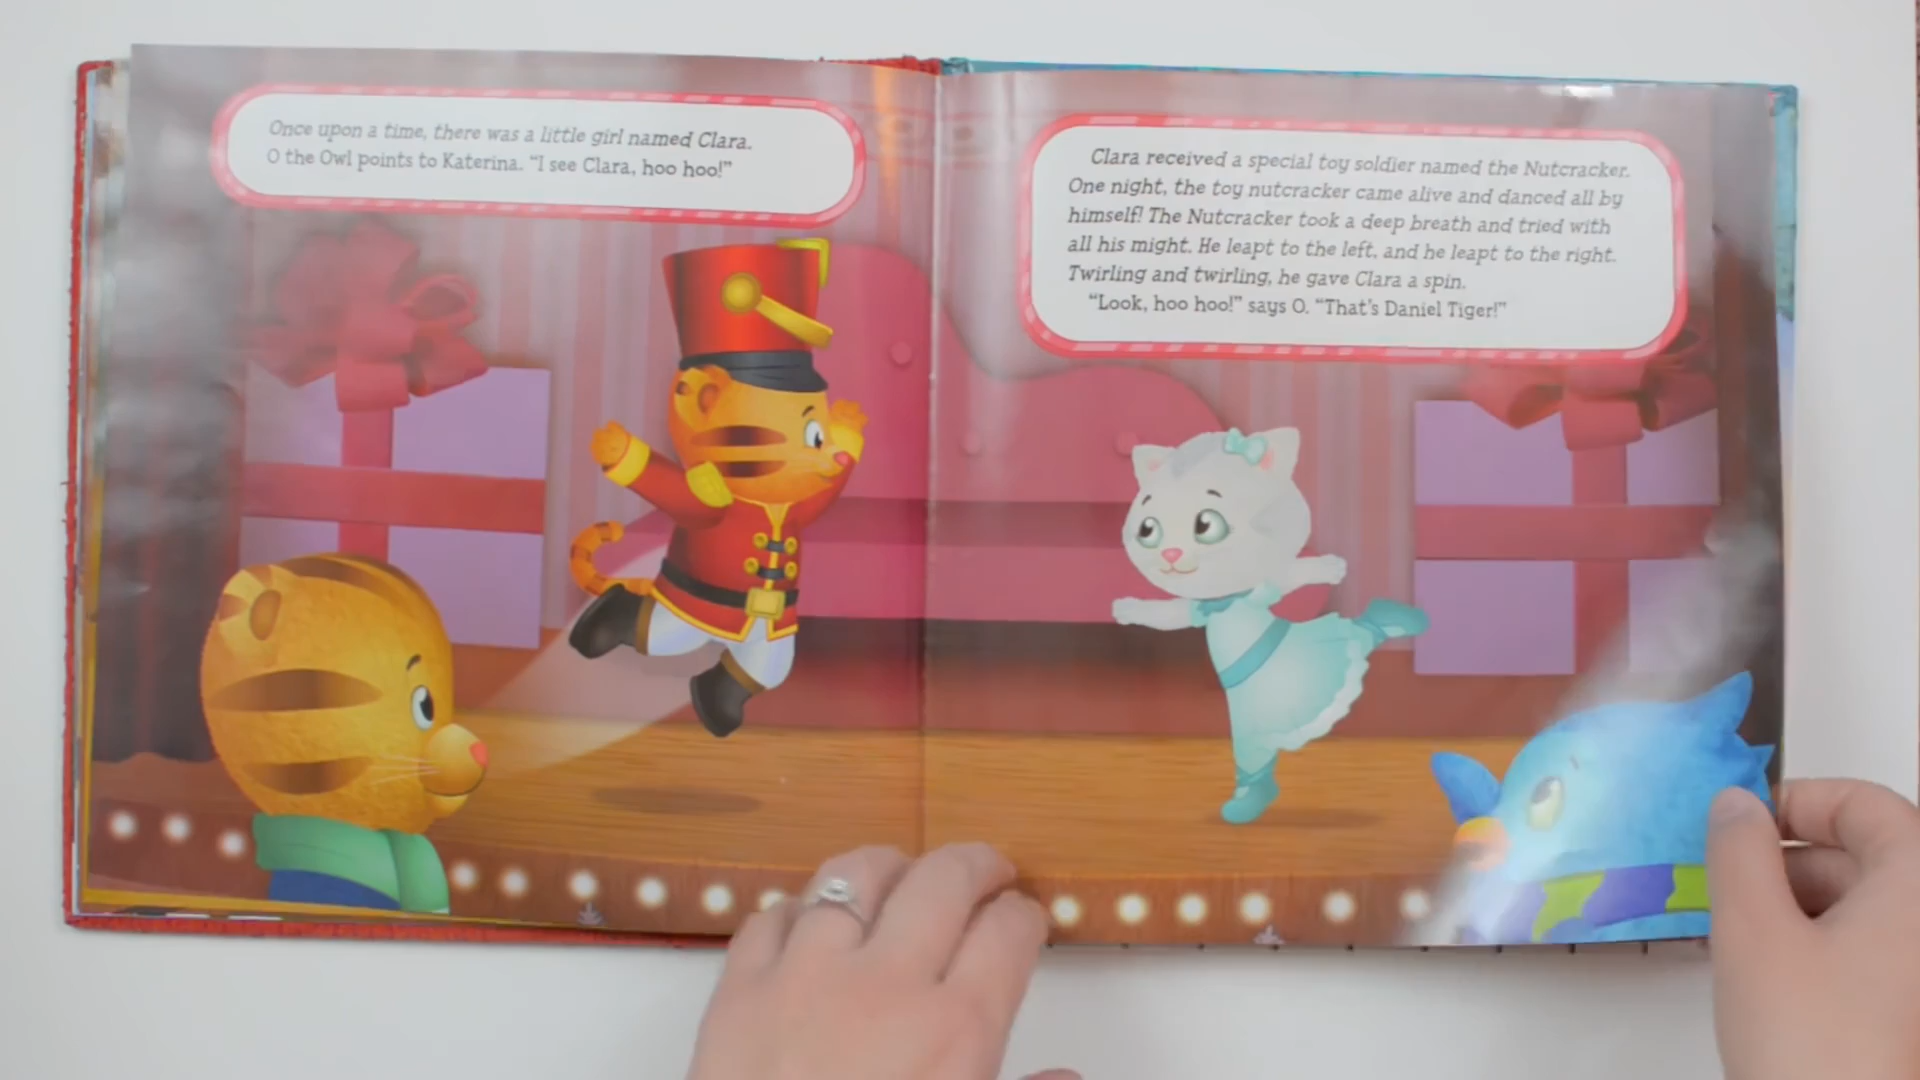 Once upon a time, there was a little girl named Clara.
O the Owl points to Katerina. “I see Clara, hoo hoo!”
Clara received a special toy soldier named the Nutcracker.
One night, the toy nutcracker came alive and danced all by
himself! The Nutcracker took a deep breath and tried with
all his might. He leapt to the left, and he leapt to the right.
Twirling and twirling, he gave Clara a spin.
“Look, hoo hoo!” says O. “That’s Daniel Tiger!”